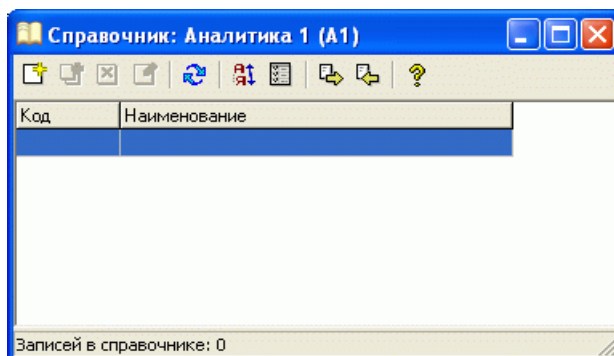 Справочник: Аналитика 1 (А1)
Код Наименование
Записей в справочнике: 0